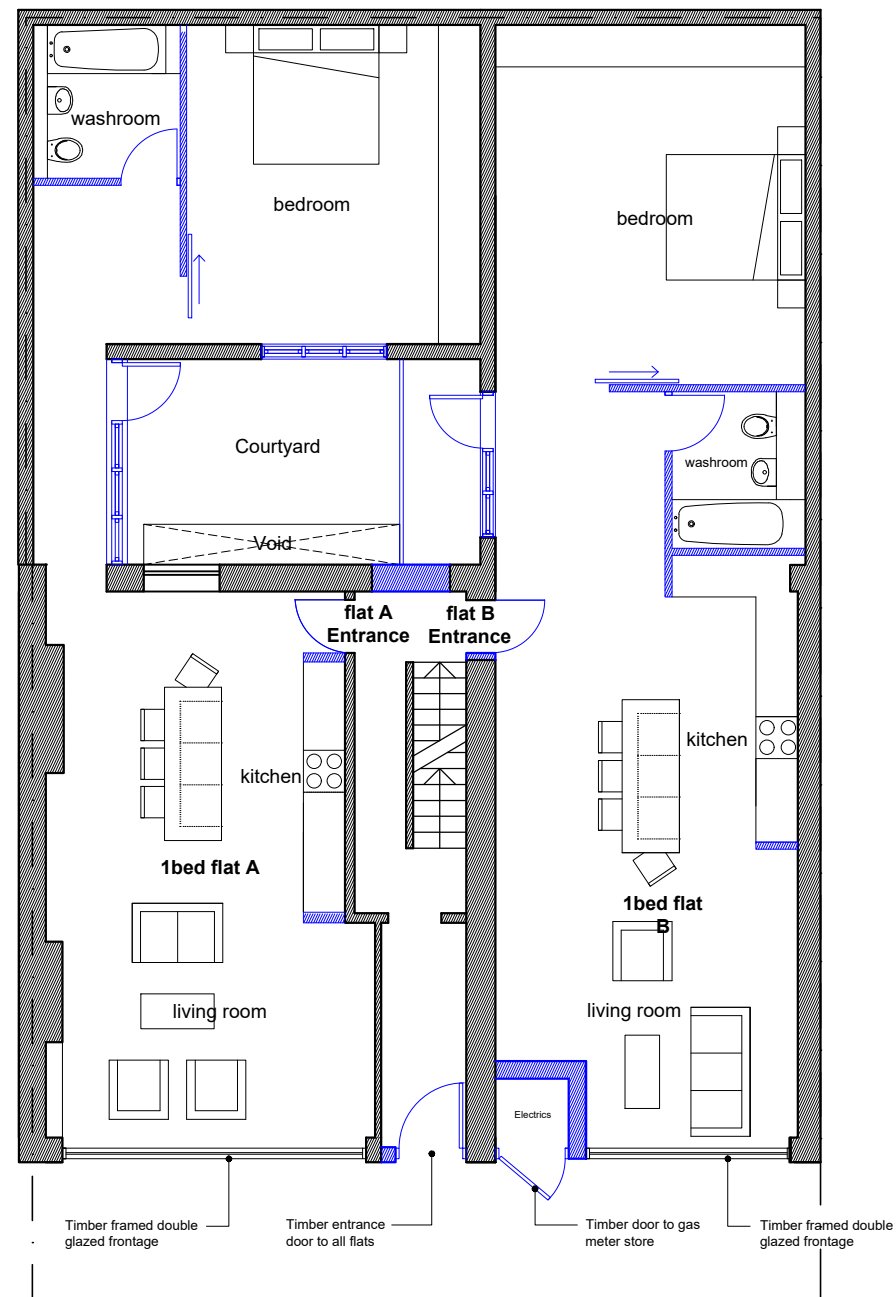 washroom
bedroom
bedroom
Courtyard
washroom
Void
flat A
Entrance
flat B
Entrance
kitchen
kitchen
1bed flat A
1bed flat
B
living room
living room
Electrics
Timber framed double
glazed frontage
Timber entrance
door to all flats
Timber door to gas
meter store
Timber framed double
glazed frontage